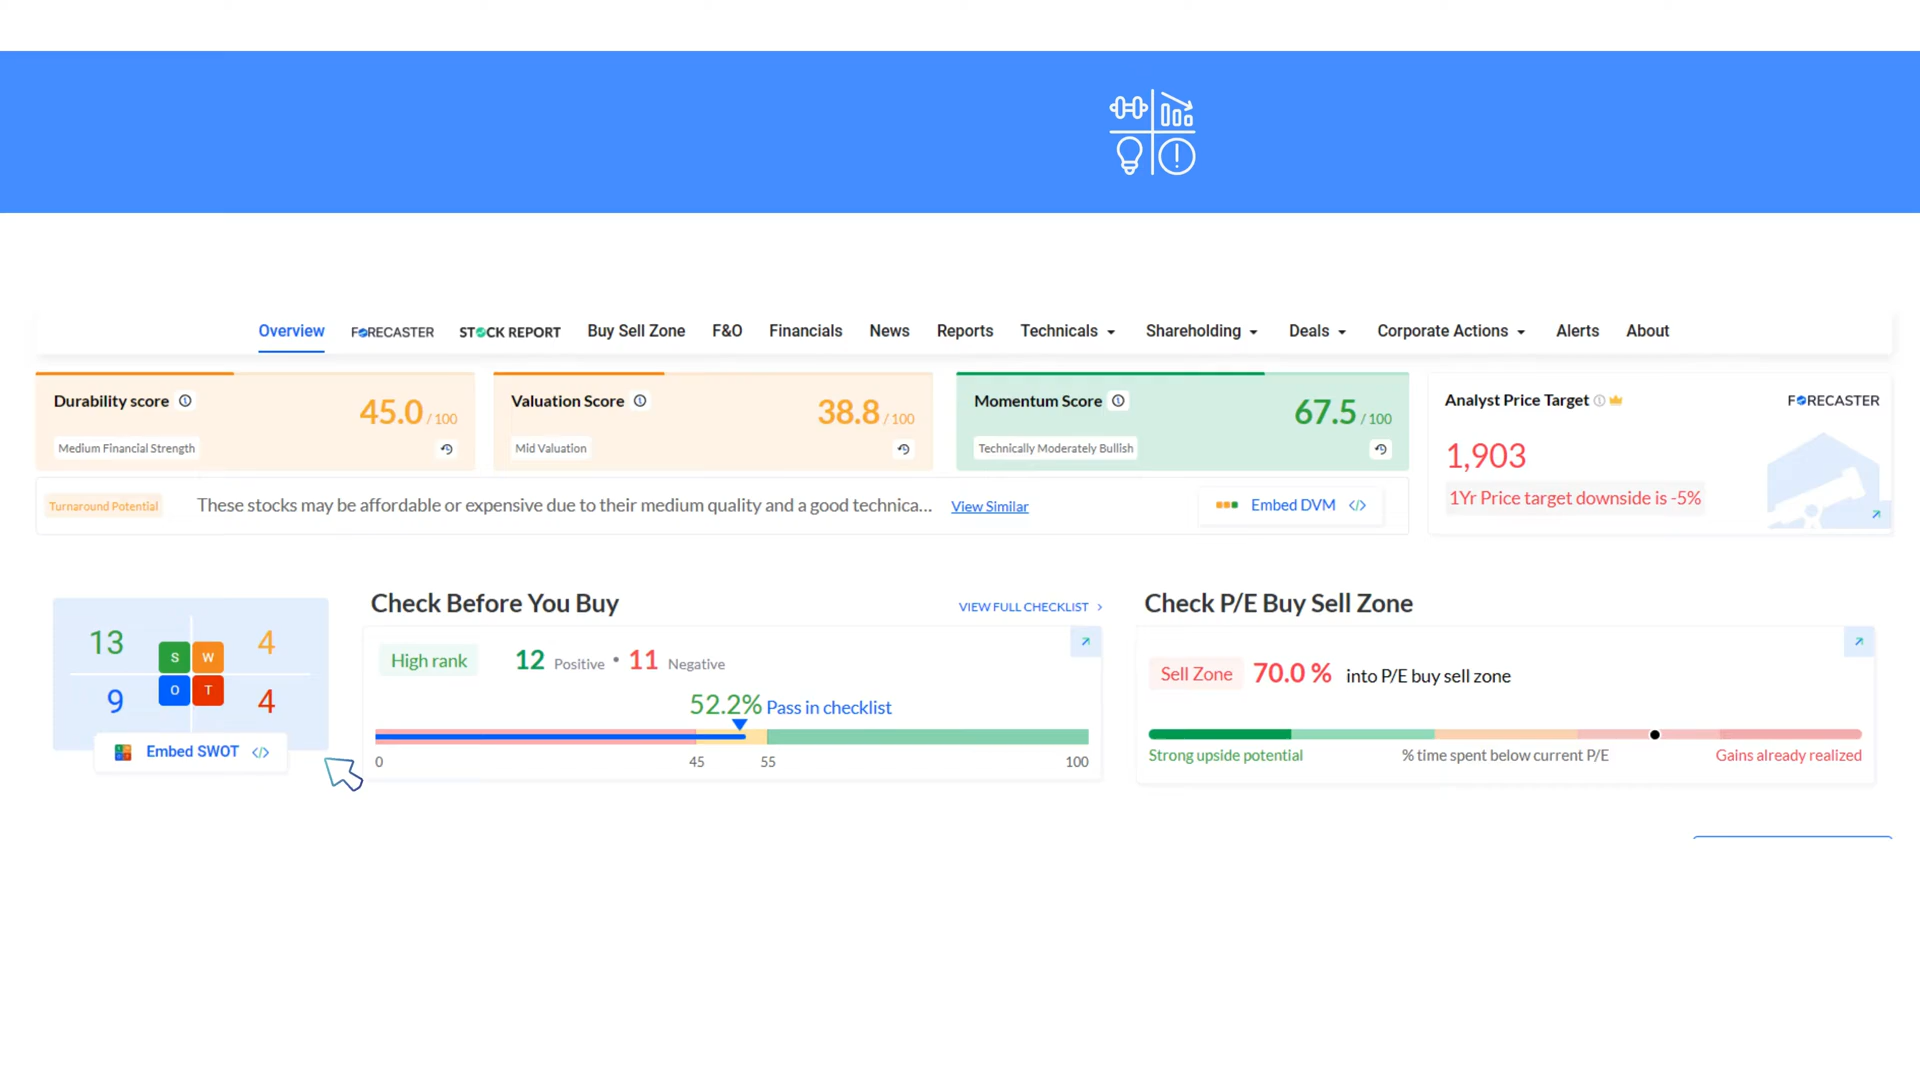 Overview FORECASTER STOCK REPORT Buy Sell Zone F&O Financials News Reports Technicals Shareholding Deals Corporate Actions Alerts About
Durability score
45.0 / 100
Medium Financial Strength
Valuation Score
38.8 / 100
Mid Valuation
Momentum Score
67.5 / 100
Technically Moderately Bullish
Analyst Price Target
FORECASTER
1,903
1Yr Price target downside is -5%
Turnaround Potential These stocks may be affordable or expensive due to their medium quality and a good technica... View Similar Embed DVM </>
13 S W 4
9 O T 4
Embed SWOT </>
Check Before You Buy
VIEW FULL CHECKLIST >
High rank 12 Positive • 11 Negative
52.2% Pass in checklist
0 45 55 100
Check P/E Buy Sell Zone
Sell Zone 70.0 % into P/E buy sell zone
Strong upside potential % time spent below current P/E Gains already realized